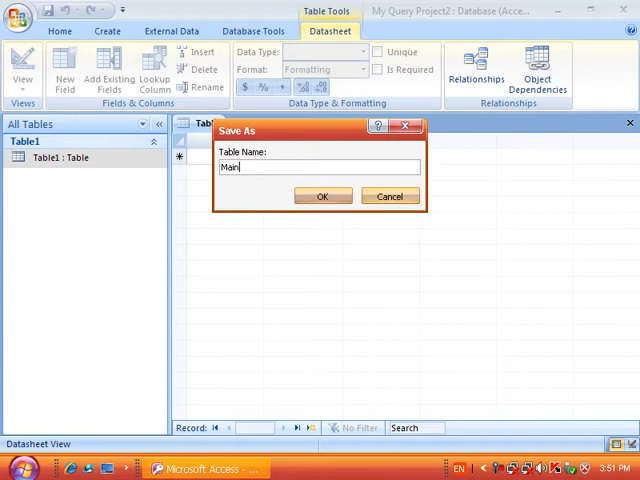 Table Tools
My Query Project2 : Database (Acce...
Home
Create
External Data
Database Tools
Datasheet
View
Views
New Field
Add Existing Fields
Lookup Column
Insert
Delete
Rename
Fields & Columns
Data Type:
Format:
Formatting
$ % ,
Unique
Is Required
Data Type & Formatting
Relationships
Object Dependencies
Relationships
All Tables
Table1
Table1 : Table
Save As
Table Name:
Main
OK
Cancel
Record:
No Filter
Search
Datasheet View
Microsoft Access - ...
EN
3:51 PM